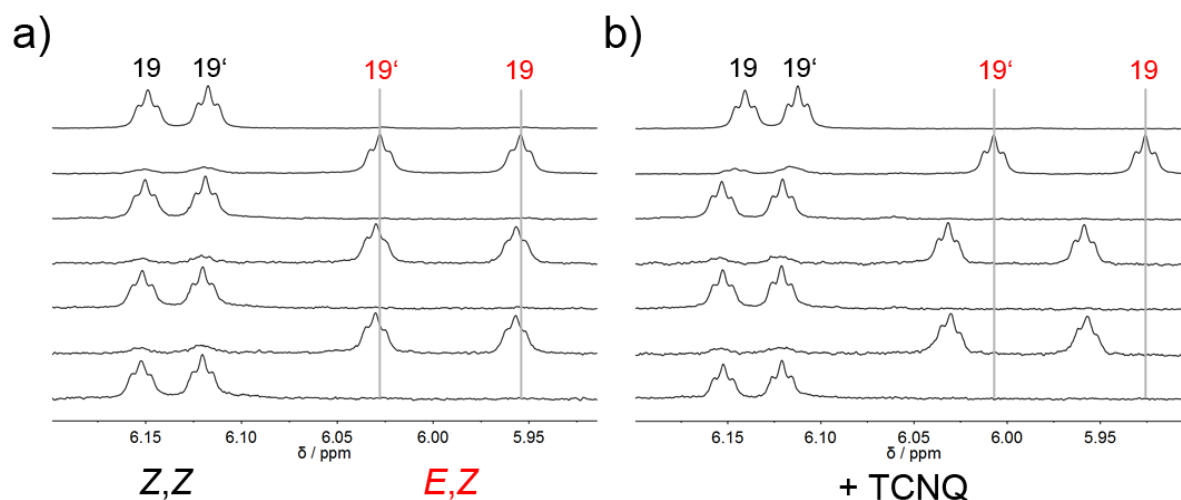 a)
19 19‘ 19‘ 19
6.15 6.10 6.05 6.00 5.95
δ / ppm
Z,Z E,Z
b)
19 19‘ 19‘ 19
6.15 6.10 6.05 6.00 5.95
δ / ppm
+ TCNQ